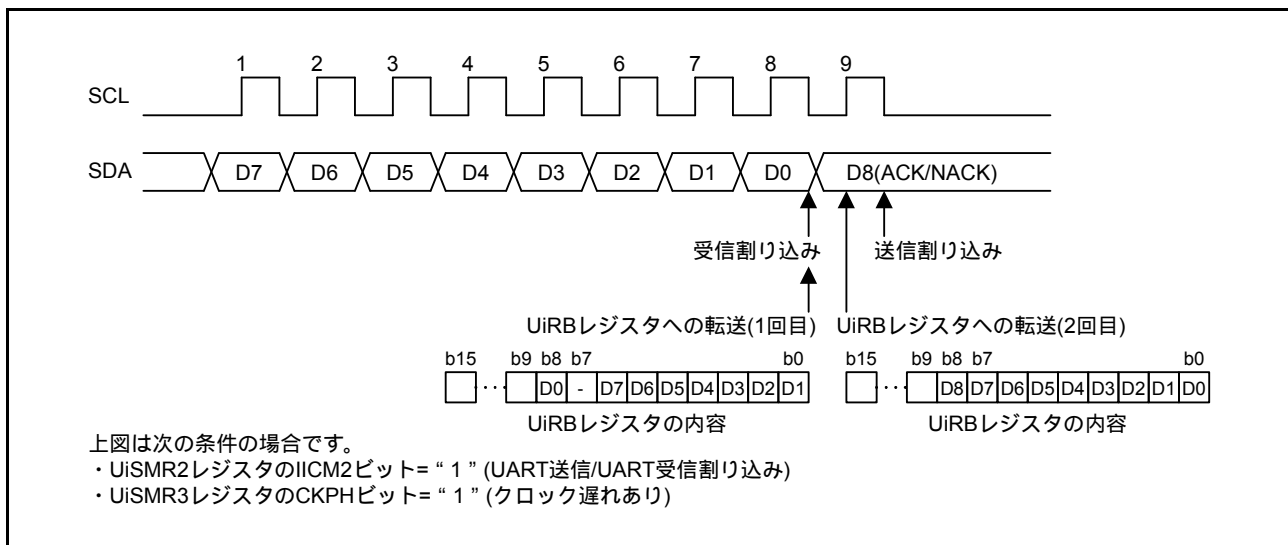 1 2 3 4 5 6 7 8 9
SCL
SDA D7 D6 D5 D4 D3 D2 D1 D0 D8(ACK/NACK)
受信割り込み 送信割り込み
UiRBレジスタへの転送(1回目) UiRBレジスタへの転送(2回目)
b15 b9 b8 b7 b0 b15 b9 b8 b7 b0
··· D0 - D7 D6 D5 D4 D3 D2 D1 ··· D8 D7 D6 D5 D4 D3 D2 D1 D0
UiRBレジスタの内容 UiRBレジスタの内容
上図は次の条件の場合です。
・UiSMR2レジスタのIICM2ビット= “ 1 ” (UART送信/UART受信割り込み)
・UiSMR3レジスタのCKPHビット= “ 1 ” (クロック遅れあり)